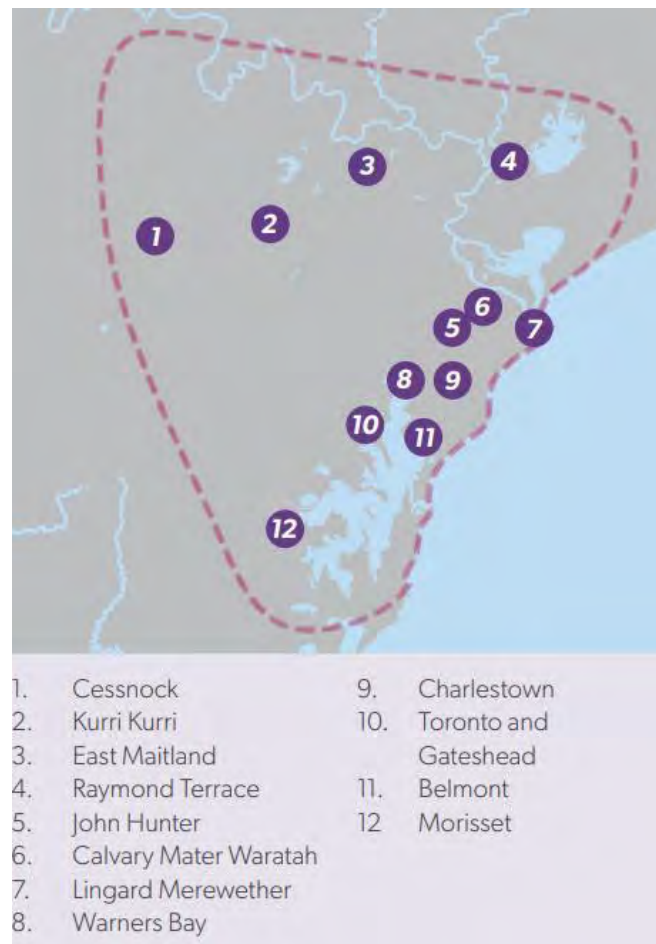 3
4
2
1
6
5
7
8
9
10
11
12
1. Cessnock
2. Kurri Kurri
3. East Maitland
4. Raymond Terrace
5. John Hunter
6. Calvary Mater Waratah
7. Lingard Merewether
8. Warners Bay
9. Charlestown
10. Toronto and
Gateshead
11. Belmont
12 Morisset